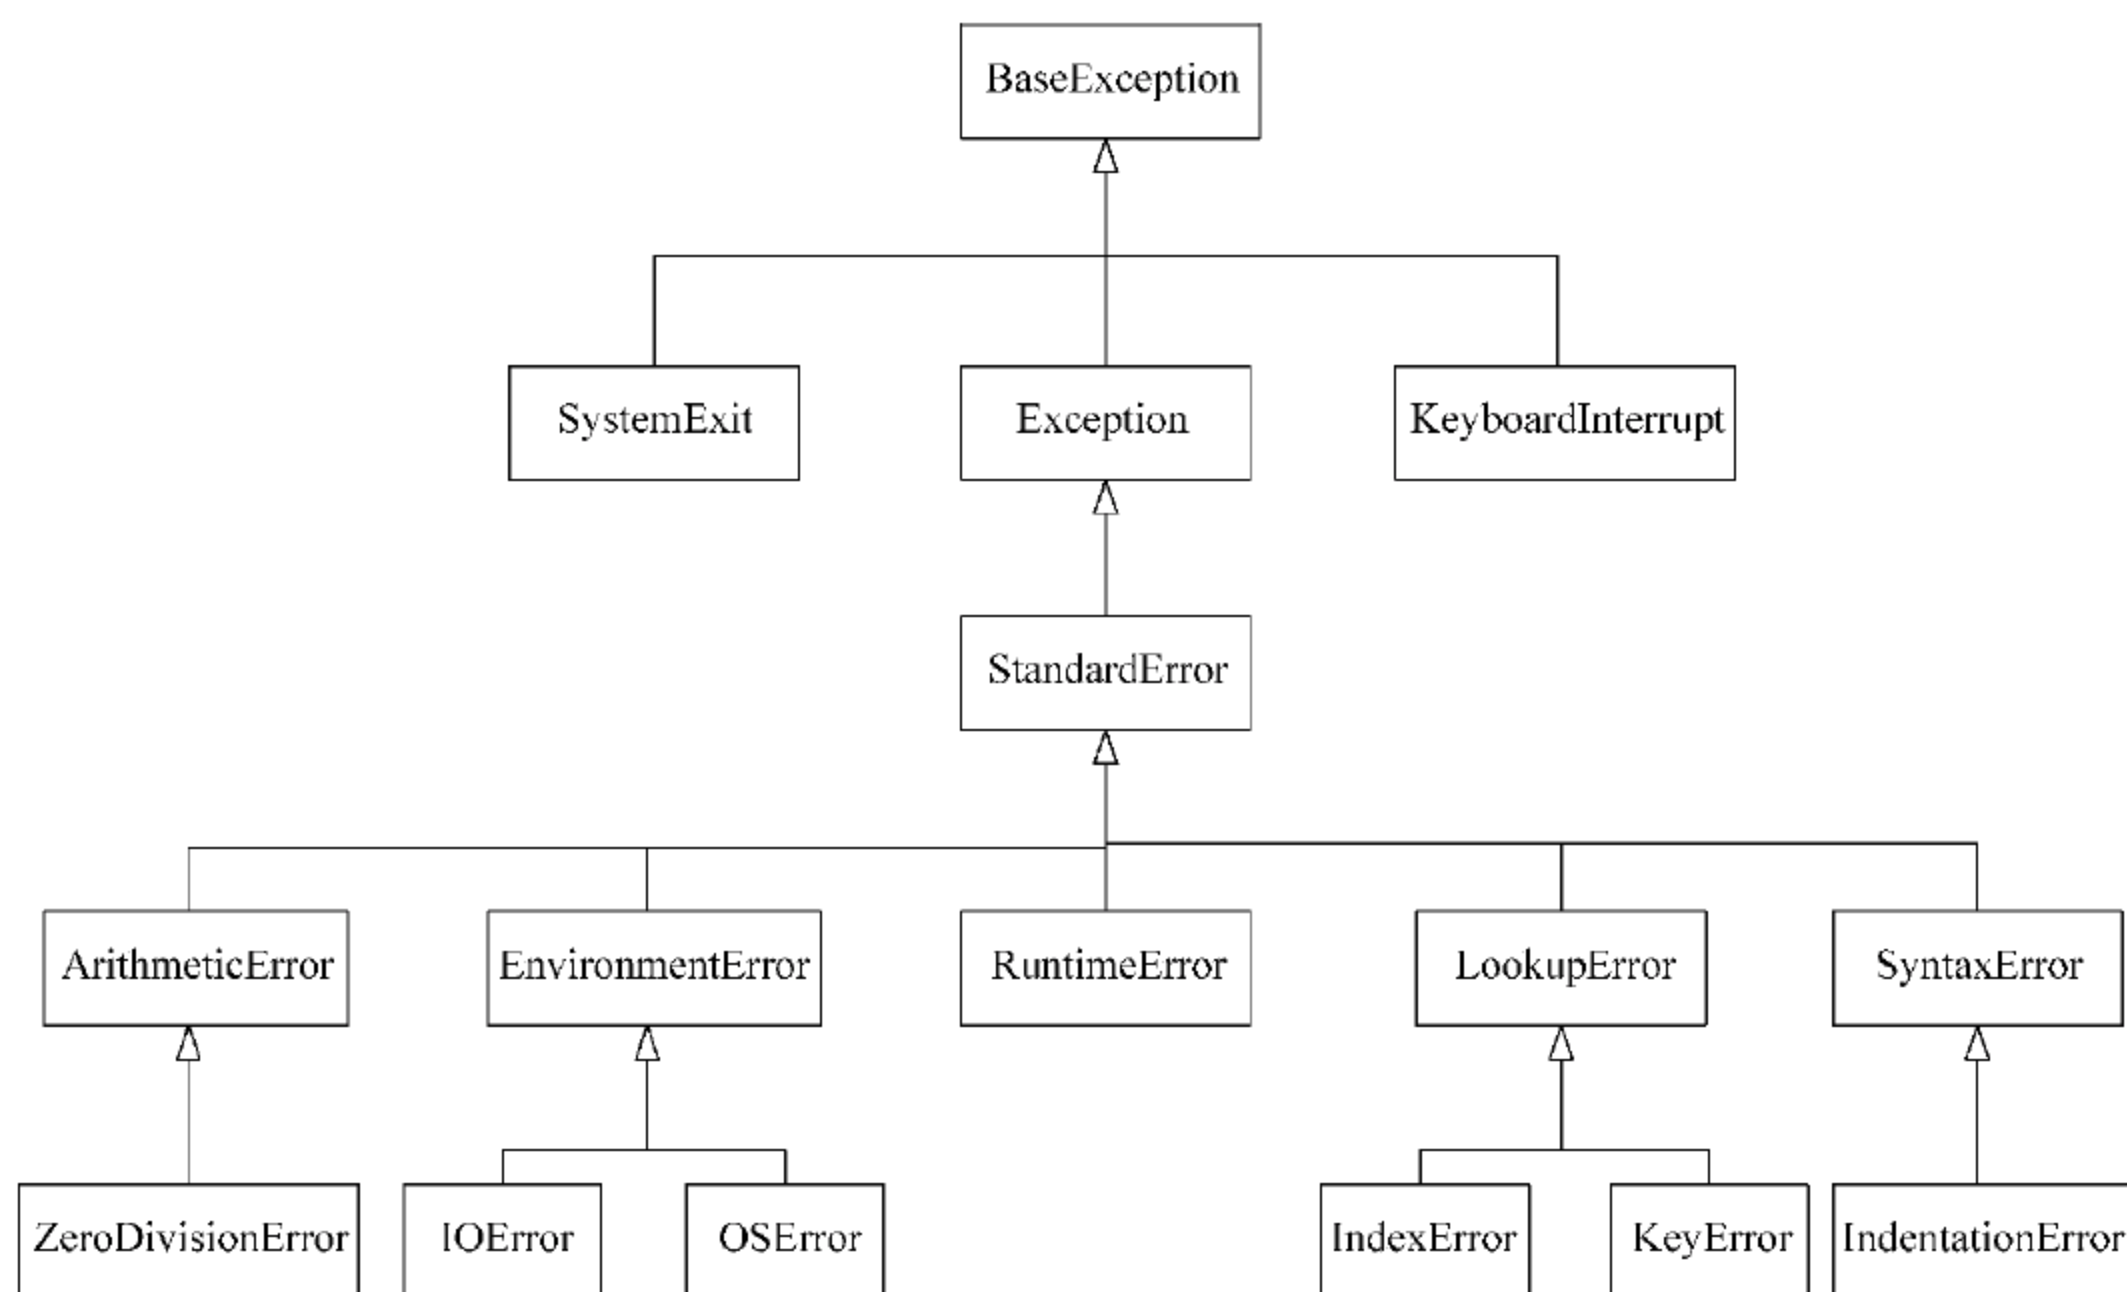 BaseException
SystemExit
Exception
KeyboardInterrupt
StandardError
ArithmeticError
EnvironmentError
RuntimeError
LookupError
SyntaxError
ZeroDivisionError
IOError
OSError
IndexError
KeyError
IndentationError